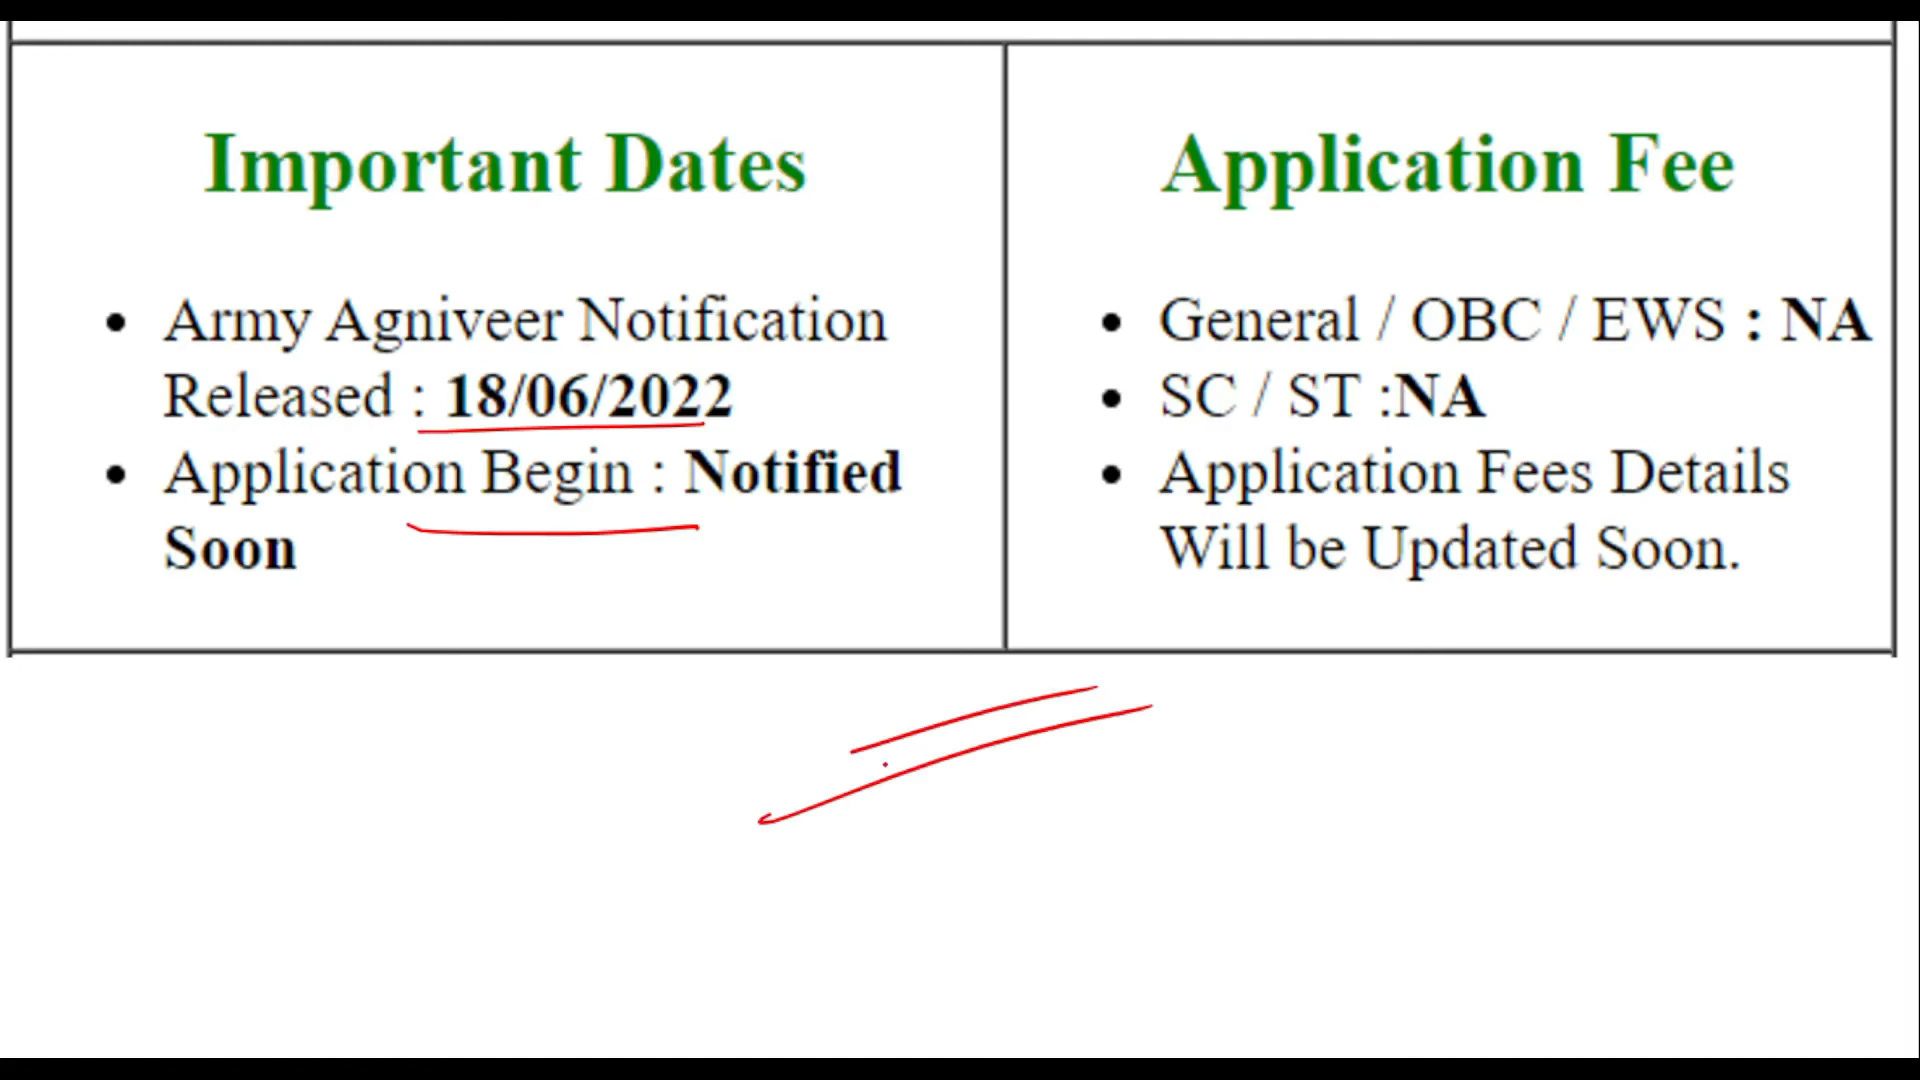 Important Dates
Army Agniveer Notification
Released : 18/06/2022
Application Begin : Notified
Soon
Application Fee
General / OBC / EWS : NA
SC / ST :NA
Application Fees Details
Will be Updated Soon.